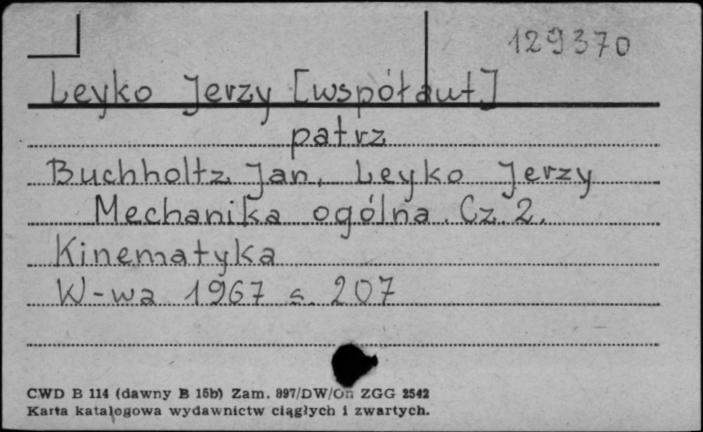 129370
Leyko Jerzy [współaut]
patrz
Buchholtz Jan, Leyko Jerzy
Mechanika ogólna. Cz 2.
Kinematyka
W-wa 1967 s. 207
CWD B 114 (dawny B 15b) Zam. 897/DW/On ZGG 2542
Karta katalogowa wydawnictw ciągłych i zwartych.